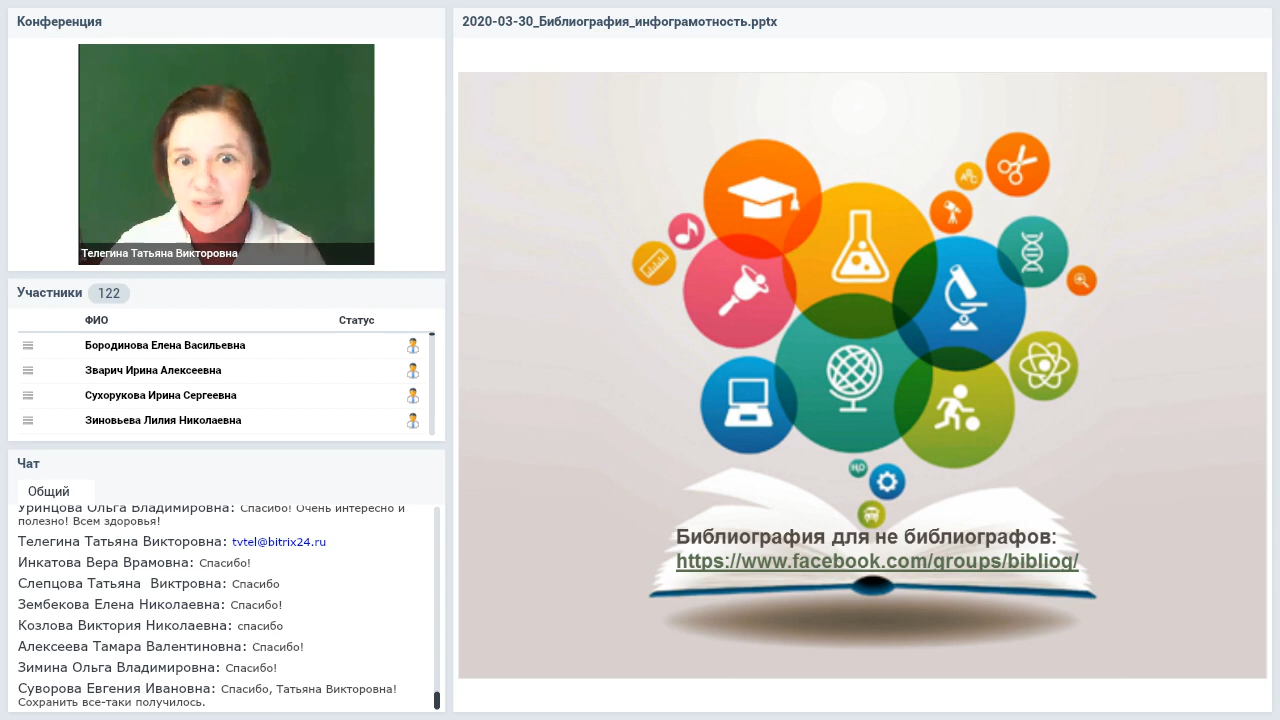 Конференция
Телегина Татьяна Викторовна
Участники 122
ФИО Статус
Бородинова Елена Васильевна
Зварич Ирина Алексеевна
Сухорукова Ирина Сергеевна
Зиновьева Лилия Николаевна
Чат
Общий
Уринцова Ольга Владимировна: Спасибо! Очень интересно и
полезно! Всем здоровья!
Телегина Татьяна Викторовна: tvtel@bitrix24.ru
Инкатова Вера Врамовна: Спасибо!
Слепцова Татьяна Виктровна: Спасибо
Зембекова Елена Николаевна: Спасибо!
Козлова Виктория Николаевна: спасибо
Алексеева Тамара Валентиновна: Спасибо!
Зимина Ольга Владимировна: Спасибо!
Суворова Евгения Ивановна: Спасибо, Татьяна Викторовна!
Сохранить все-таки получилось.
2020-03-30_Библиография_инфограмотность.pptx
H₂O
Библиография для не библиографов:
https://www.facebook.com/groups/bibliog/